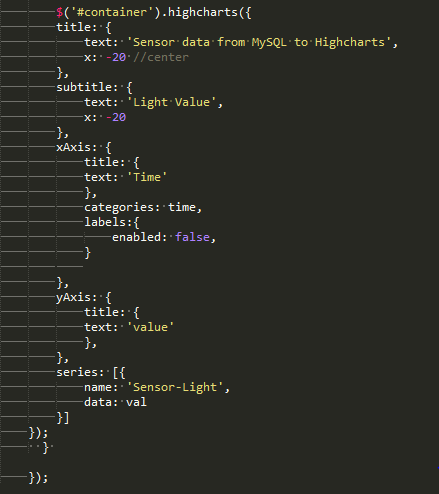 $('#container').highcharts({
title: {
text: 'Sensor data from MySQL to Highcharts',
x: -20 //center
},
subtitle: {
text: 'Light Value',
x: -20
},
xAxis: {
title: {
text: 'Time'
},
categories: time,
labels:{
enabled: false,
}
},
yAxis: {
title: {
text: 'value'
},
},
series: [{
name: 'Sensor-Light',
data: val
}]
});
}
});